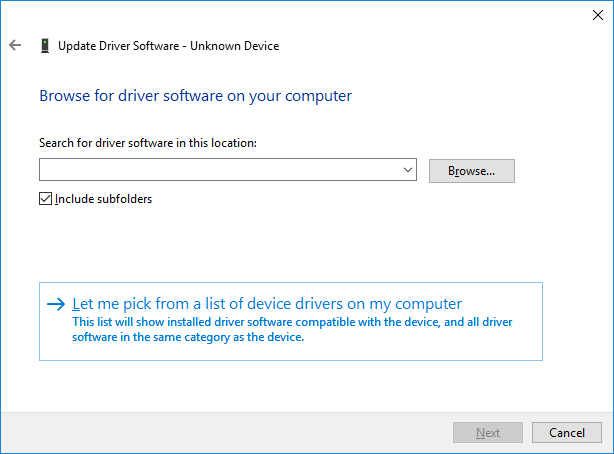 Update Driver Software - Unknown Device
Browse for driver software on your computer
Search for driver software in this location:
Browse...
Include subfolders
Let me pick from a list of device drivers on my computer
This list will show installed driver software compatible with the device, and all driver
software in the same category as the device.
Next
Cancel